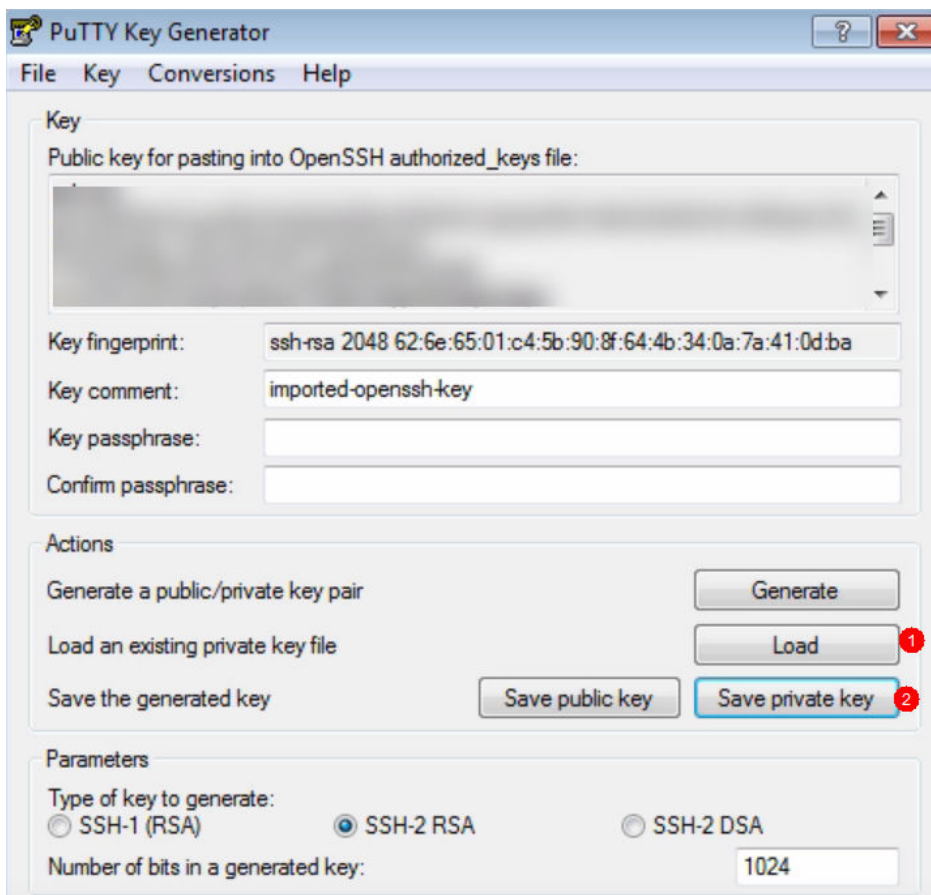 PuTTY Key Generator
File Key Conversions Help
Key
Public key for pasting into OpenSSH authorized_keys file:
Key fingerprint: ssh-rsa 2048 62:6e:65:01:c4:5b:90:8f:64:4b:34:0a:7a:41:0d:ba
Key comment: imported-openssh-key
Key passphrase:
Confirm passphrase:
Actions
Generate a public/private key pair Generate
Load an existing private key file Load 1
Save the generated key Save public key Save private key 2
Parameters
Type of key to generate:
SSH-1 (RSA) SSH-2 RSA SSH-2 DSA
Number of bits in a generated key: 1024